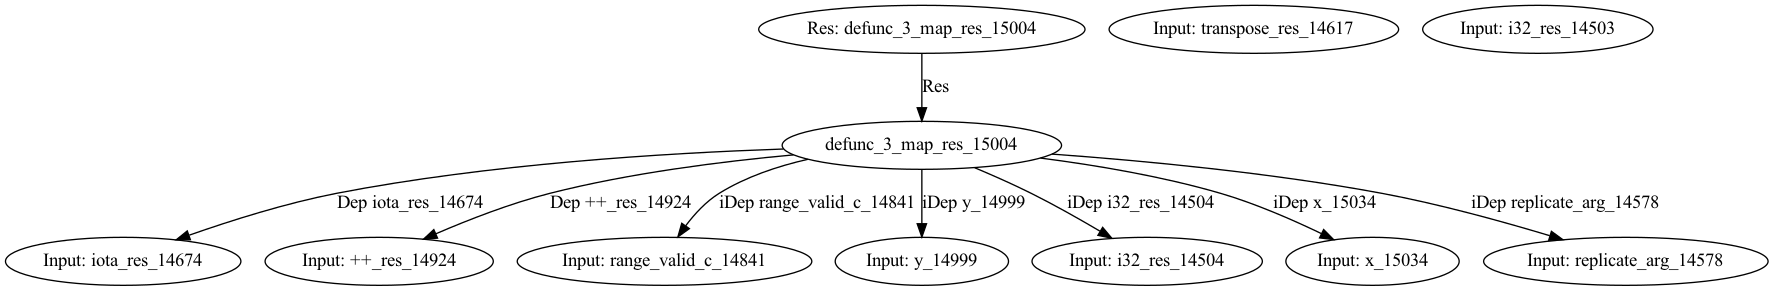 Res: defunc_3_map_res_15004
Input: transpose_res_14617
Input: i32_res_14503
Res
defunc_3_map_res_15004
Dep iota_res_14674
Dep ++_res_14924
iDep range_valid_c_14841
iDep y_14999
iDep i32_res_14504
iDep x_15034
iDep replicate_arg_14578
Input: iota_res_14674
Input: ++_res_14924
Input: range_valid_c_14841
Input: y_14999
Input: i32_res_14504
Input: x_15034
Input: replicate_arg_14578